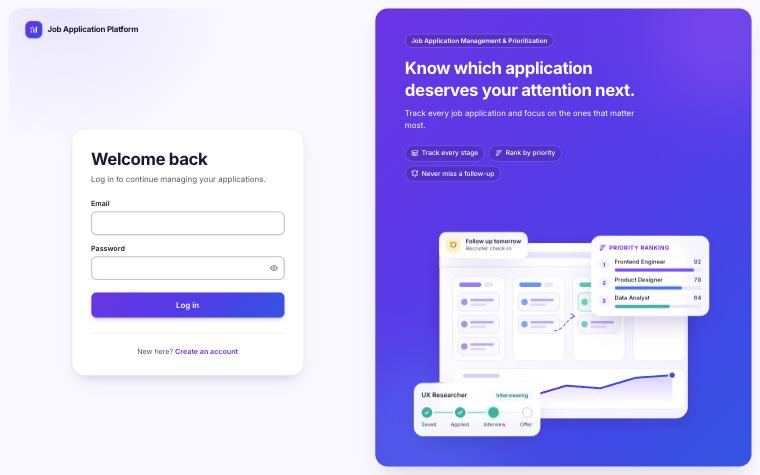 Job Application Platform
Welcome back
Log in to continue managing your applications.
Email
Password
Log in
New here? Create an account
Job Application Management & Prioritization
Know which application
deserves your attention next.
Track every job application and focus on the ones that matter
most.
Track every stage
Rank by priority
Never miss a follow-up
Follow up tomorrow
Recruiter check-in
PRIORITY RANKING
1 Frontend Engineer 92
2 Product Designer 78
3 Data Analyst 64
UX Researcher Interviewing
Saved Applied Interview Offer